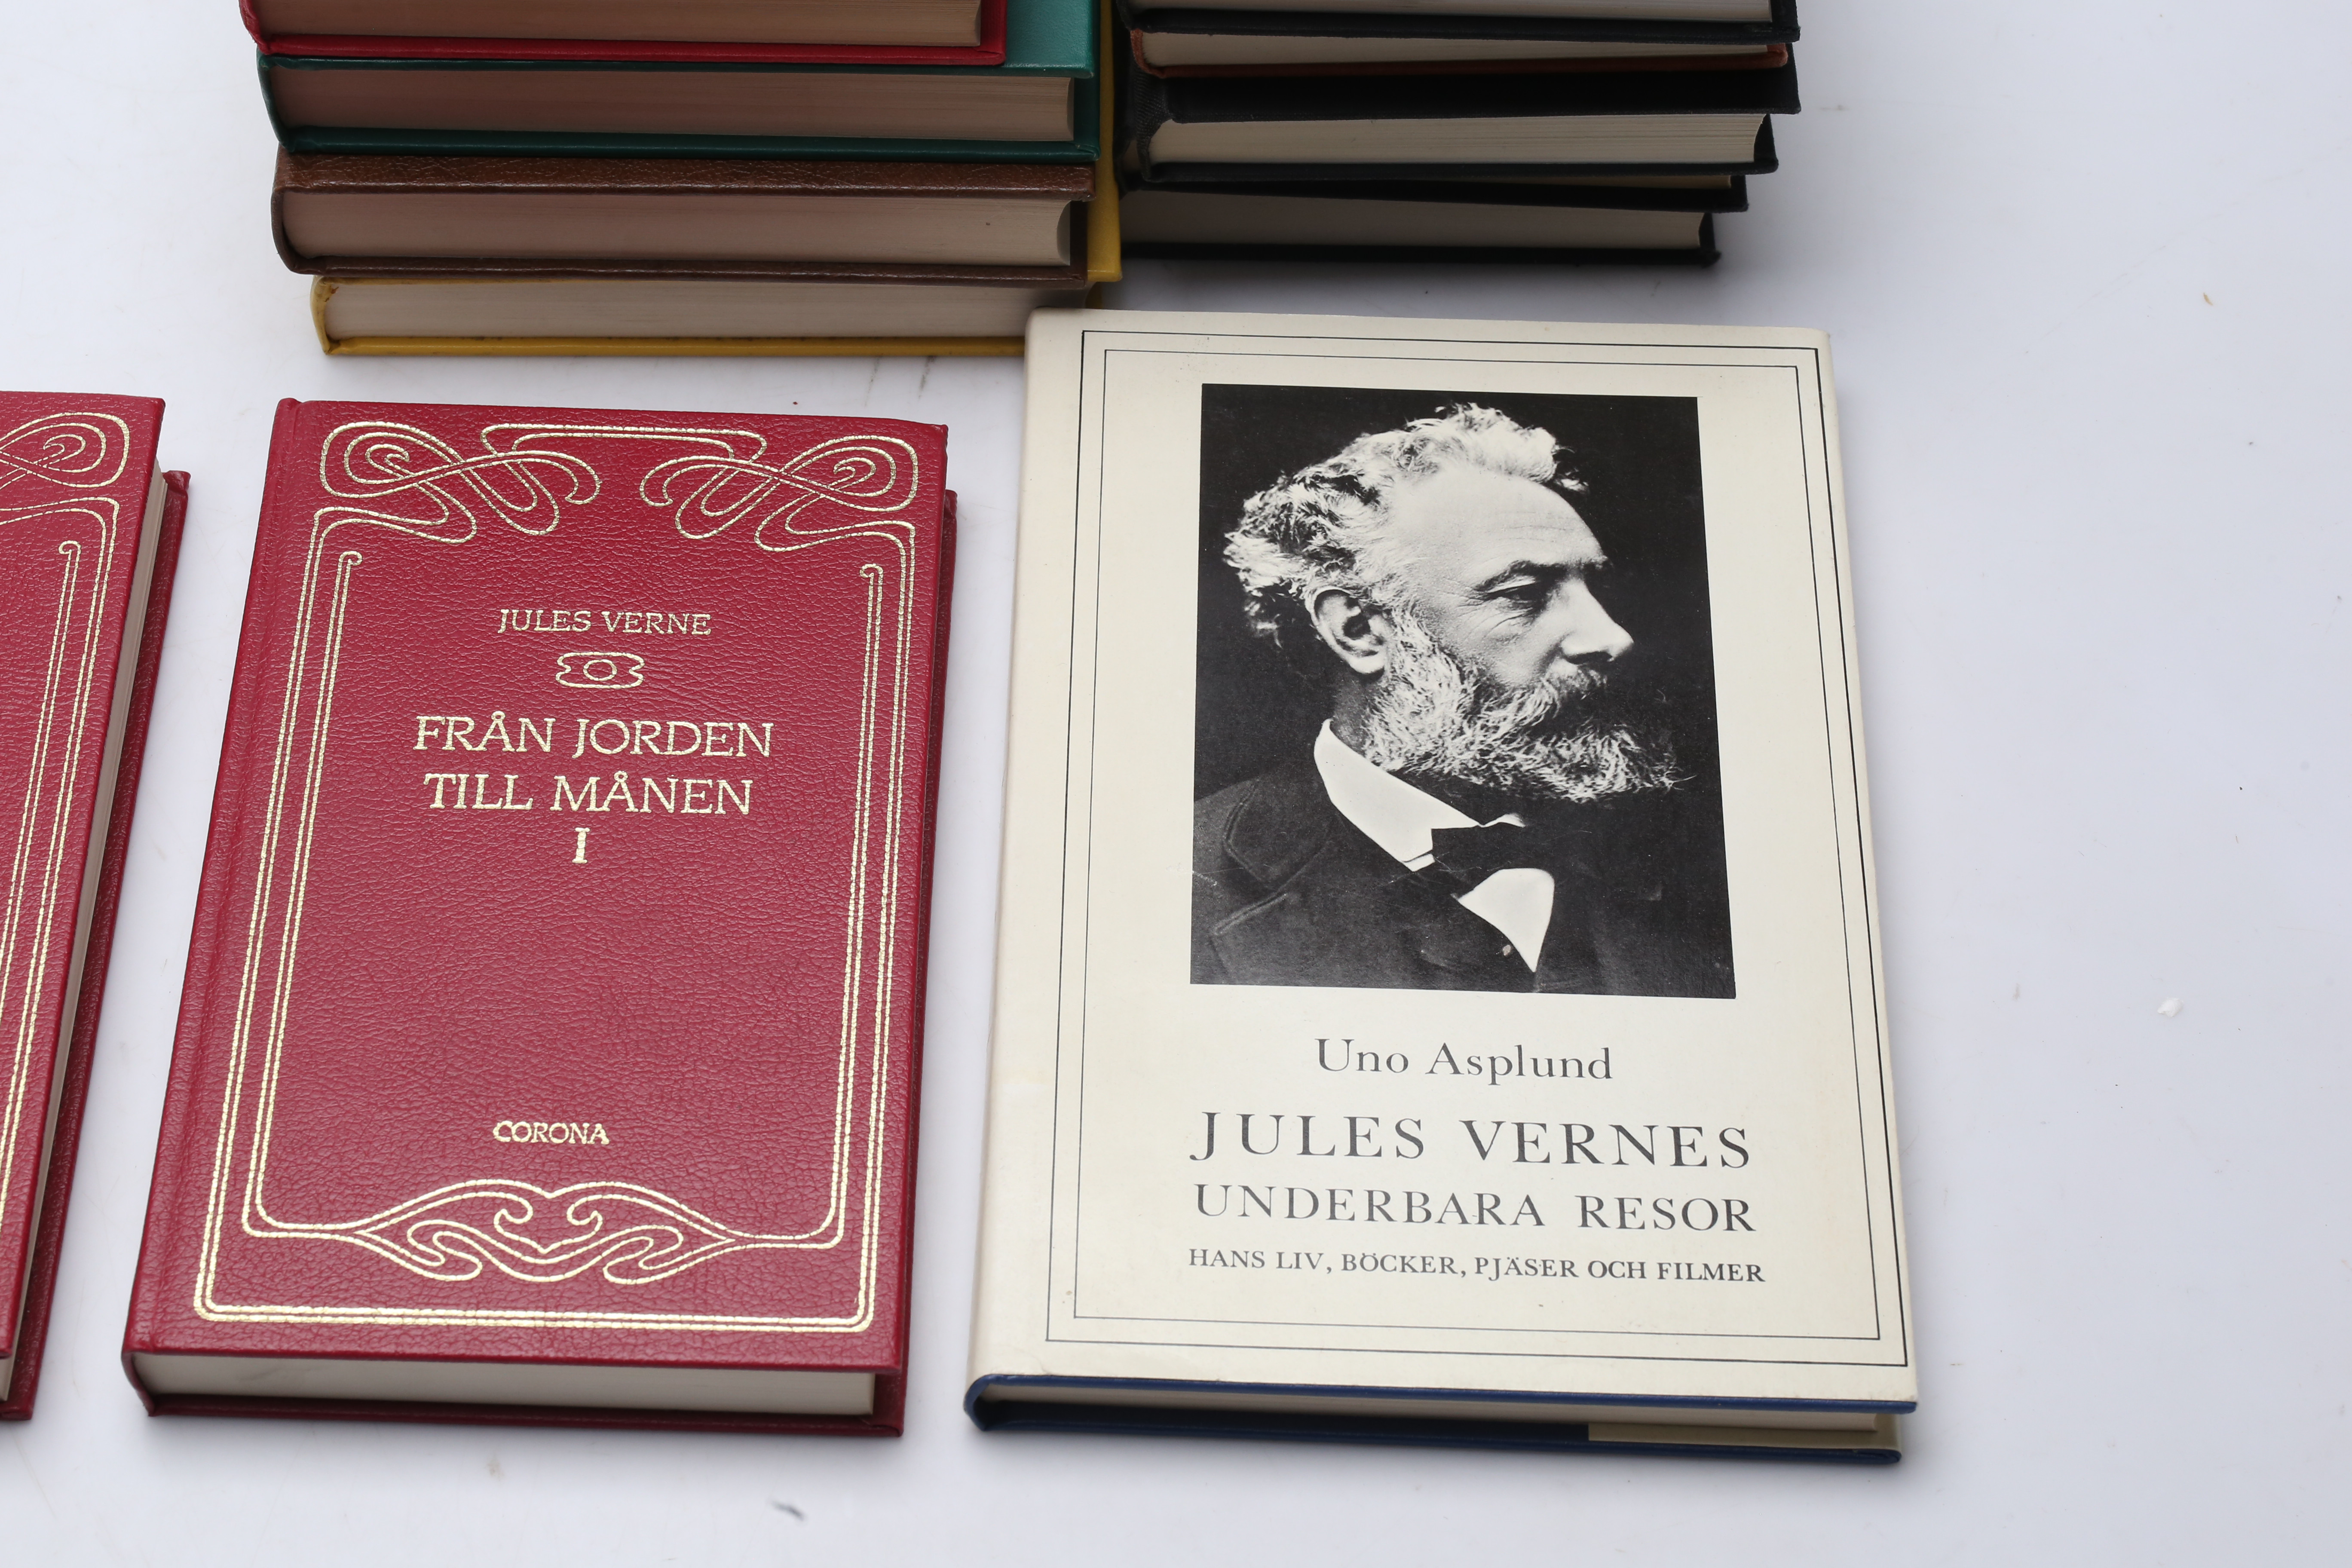 JULES VERNE
FRÅN JORDEN
TILL MÅNEN
I
CORONA
Uno Asplund
JULES VERNES
UNDERBARA RESOR
HANS LIV, BÖCKER, PJÄSER OCH FILMER